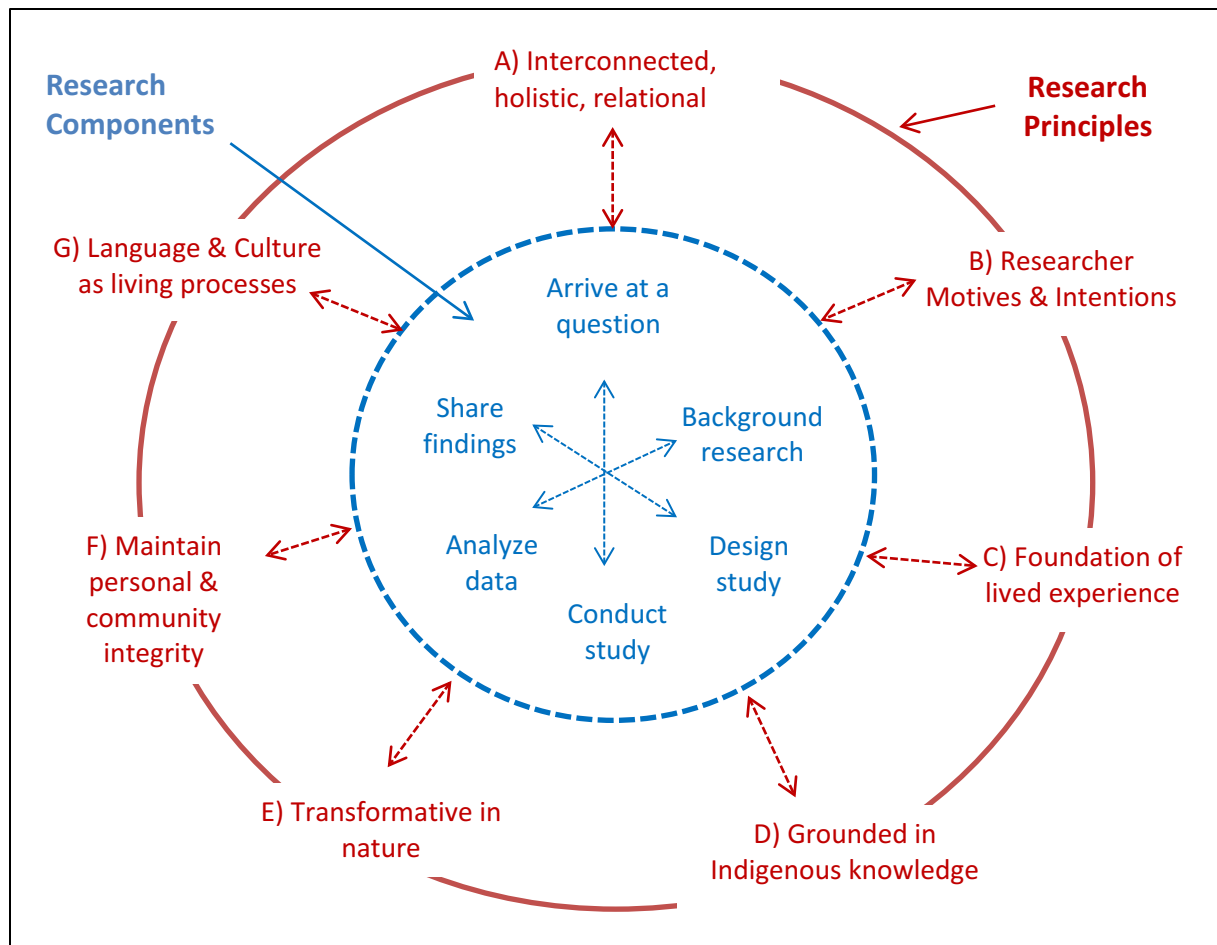 Research
Components
A) Interconnected,
holistic, relational
Research
Principles
G) Language & Culture
as living processes
B) Researcher
Motives & Intentions
Arrive at a
question
Share
findings
Background
research
Analyze
data
Design
study
Conduct
study
F) Maintain
personal &
community
integrity
C) Foundation of
lived experience
E) Transformative in
nature
D) Grounded in
Indigenous knowledge